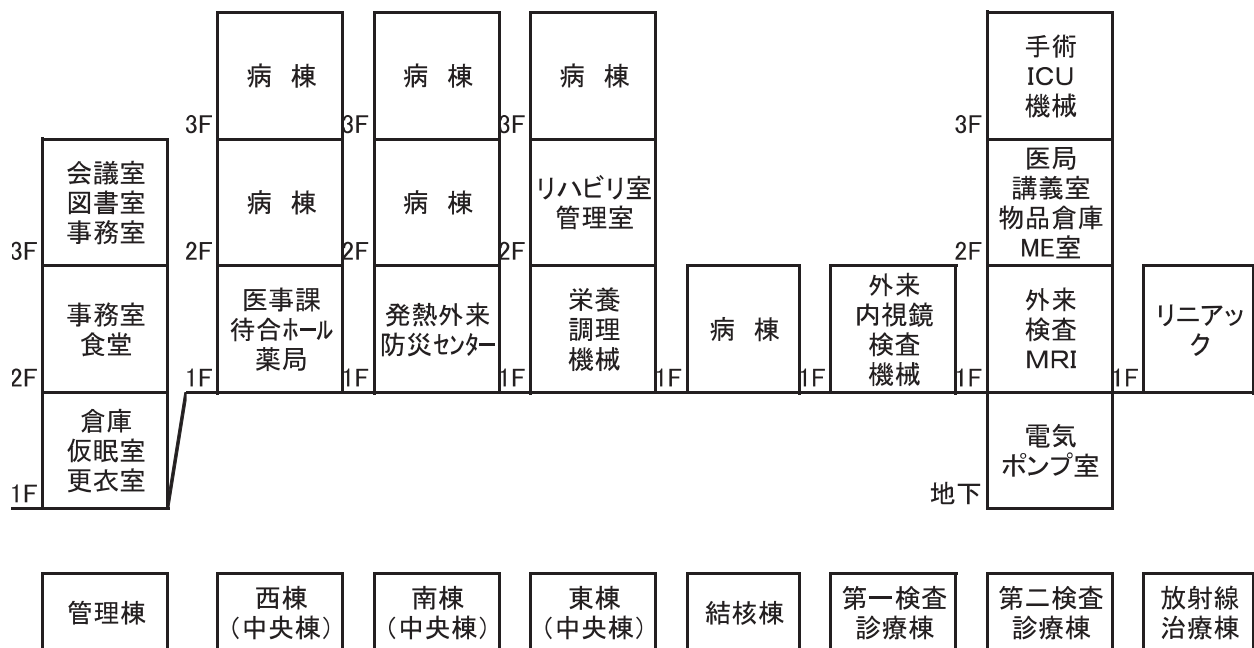 病 棟
病 棟
病 棟
手術
ICU
機械
3F
3F
3F
3F
会議室
図書室
事務室
病 棟
病 棟
リハビリ室
管理室
医局
講義室
物品倉庫
ME室
3F
2F
2F
2F
2F
事務室
食堂
医事課
待合ホール
薬局
発熱外来
防災センター
栄養
調理
機械
病 棟
外来
内視鏡
検査
機械
外来
検査
MRI
リニアッ
ク
2F
1F
1F
1F
1F
1F
1F
1F
倉庫
仮眠室
更衣室
電気
ポンプ室
1F
地下
管理棟
西棟
(中央棟)
南棟
(中央棟)
東棟
(中央棟)
結核棟
第一検査
診療棟
第二検査
診療棟
放射線
治療棟